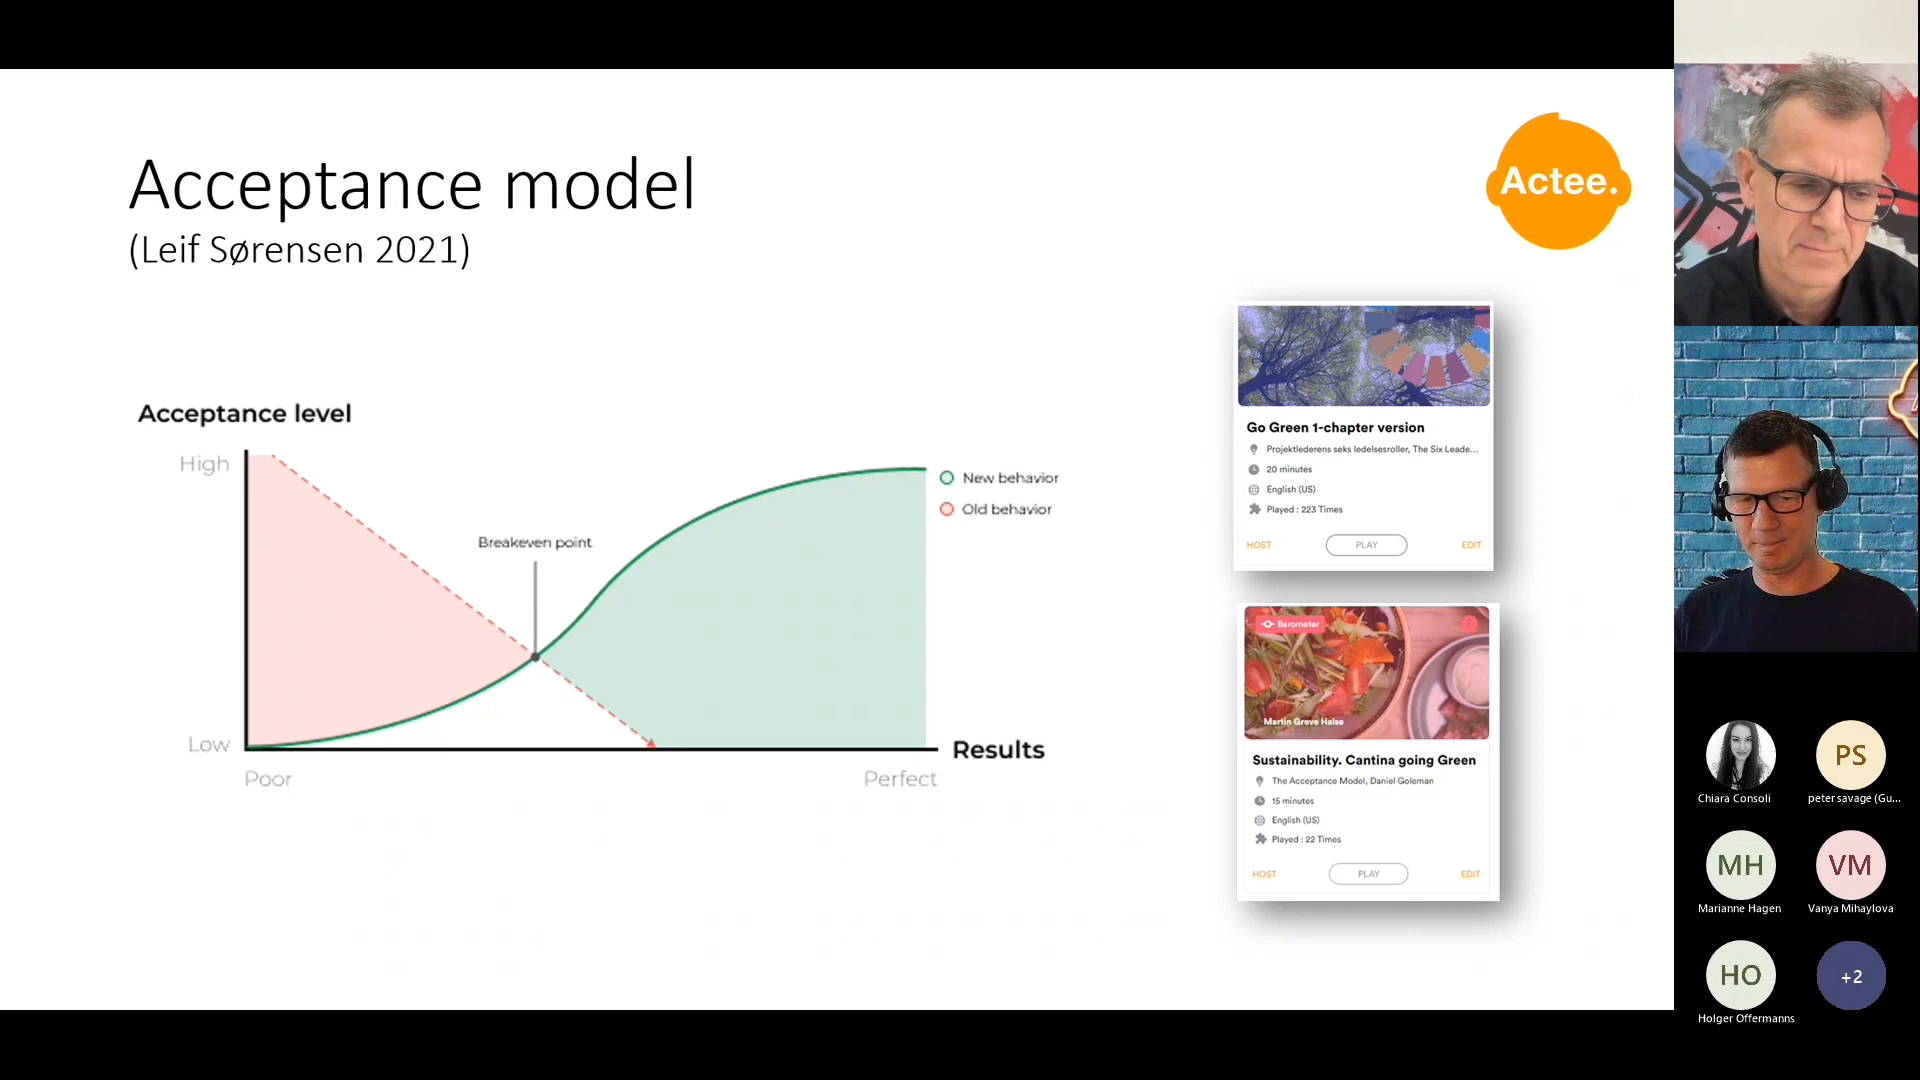 Acceptance model
(Leif Sørensen 2021)
Actee.
Acceptance level
High
Low
Breakeven point
New behavior
Old behavior
Results
Poor
Perfect
Go Green 1-chapter version
Projektlederens seks ledelsesroller, The Six Leade...
20 minutes
English (US)
Played : 223 Times
HOST
PLAY
EDIT
Barometer
Martin Greve Halse
Sustainability. Cantina going Green
The Acceptance Model, Daniel Goleman
15 minutes
English (US)
Played : 22 Times
HOST
PLAY
EDIT
Chiara Consoli
PS
peter savage (Gu...
MH
Marianne Hagen
VM
Vanya Mihaylova
HO
Holger Offermanns
+2